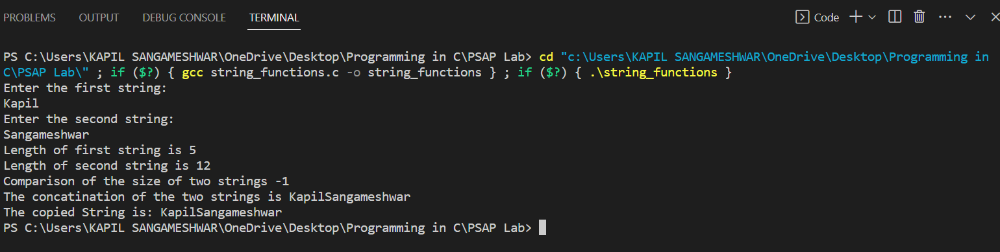 PROBLEMS OUTPUT DEBUG CONSOLE TERMINAL Code
PS C:\Users\KAPIL SANGAMESHWAR\OneDrive\Desktop\Programming in C\PSAP Lab> cd "c:\Users\KAPIL SANGAMESHWAR\OneDrive\Desktop\Programming in
C\PSAP Lab\" ; if ($?) { gcc string_functions.c -o string_functions } ; if ($?) { .\string_functions }
Enter the first string:
Kapil
Enter the second string:
Sangameshwar
Length of first string is 5
Length of second string is 12
Comparison of the size of two strings -1
The concatination of the two strings is KapilSangameshwar
The copied String is: KapilSangameshwar
PS C:\Users\KAPIL SANGAMESHWAR\OneDrive\Desktop\Programming in C\PSAP Lab>